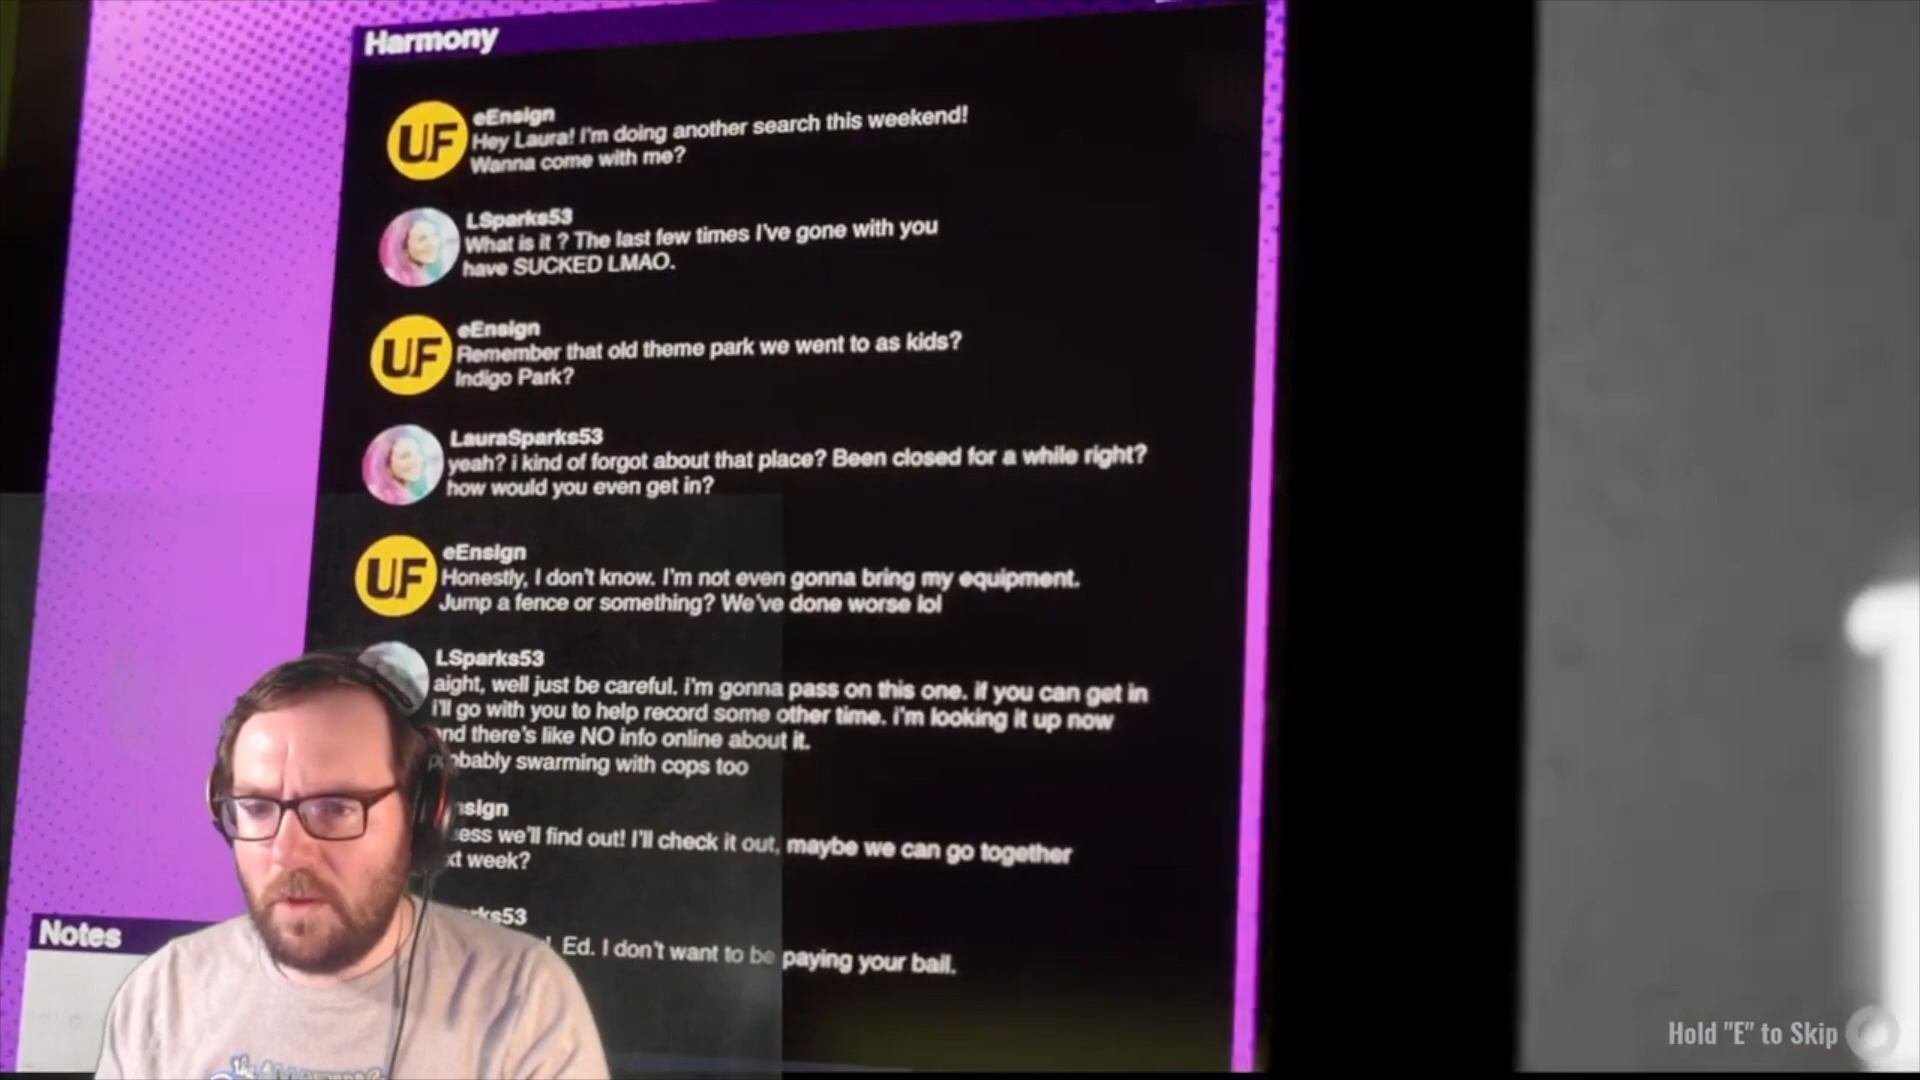 Harmony
UF
eEnsign
Hey Laura! I'm doing another search this weekend!
Wanna come with me?
LSparks53
What is it ? The last few times I've gone with you
have SUCKED LMAO.
UF
eEnsign
Remember that old theme park we went to as kids?
Indigo Park?
LauraSparks53
yeah? i kind of forgot about that place? Been closed for a while right?
how would you even get in?
UF
eEnsign
Honestly, I don't know. I'm not even gonna bring my equipment.
Jump a fence or something? We've done worse lol
LSparks53
aight, well just be careful. i'm gonna pass on this one. if you can get in
i'll go with you to help record some other time. i'm looking it up now
and there's like NO info online about it.
probably swarming with cops too
we'll find out! I'll check it out, maybe we can go together
week?
Ed. I don't want to be paying your bail.
Notes
Hold "E" to Skip